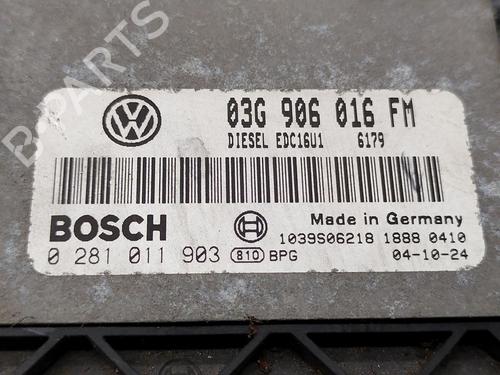 B-PARTS
03G 906 016 FM
DIESEL EDC16U1 6179
BOSCH
Made in Germany
1039S06218 1888 0410
0 281 011 903 810 BPG
04-10-24